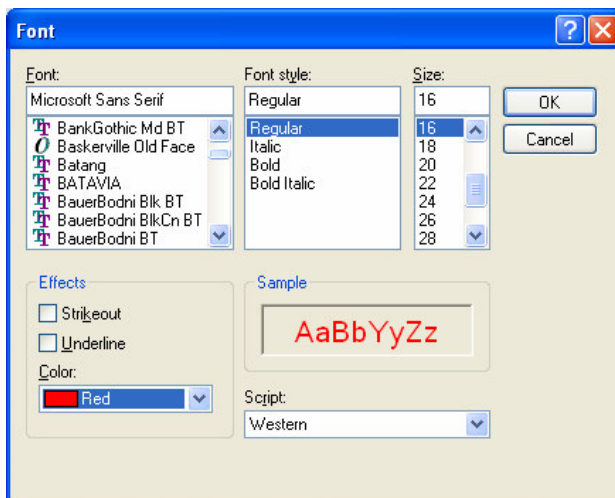 Font
Font:
Microsoft Sans Serif
BankGothic Md BT
Baskerville Old Face
Batang
BATAVIA
BauerBodni Blk BT
BauerBodni BlkCn BT
BauerBodni BT
Font style:
Regular
Regular
Italic
Bold
Bold Italic
Size:
16
16
18
20
22
24
26
28
OK
Cancel
Effects
Strikeout
Underline
Color:
Red
Sample
AaBbYyZz
Script:
Western